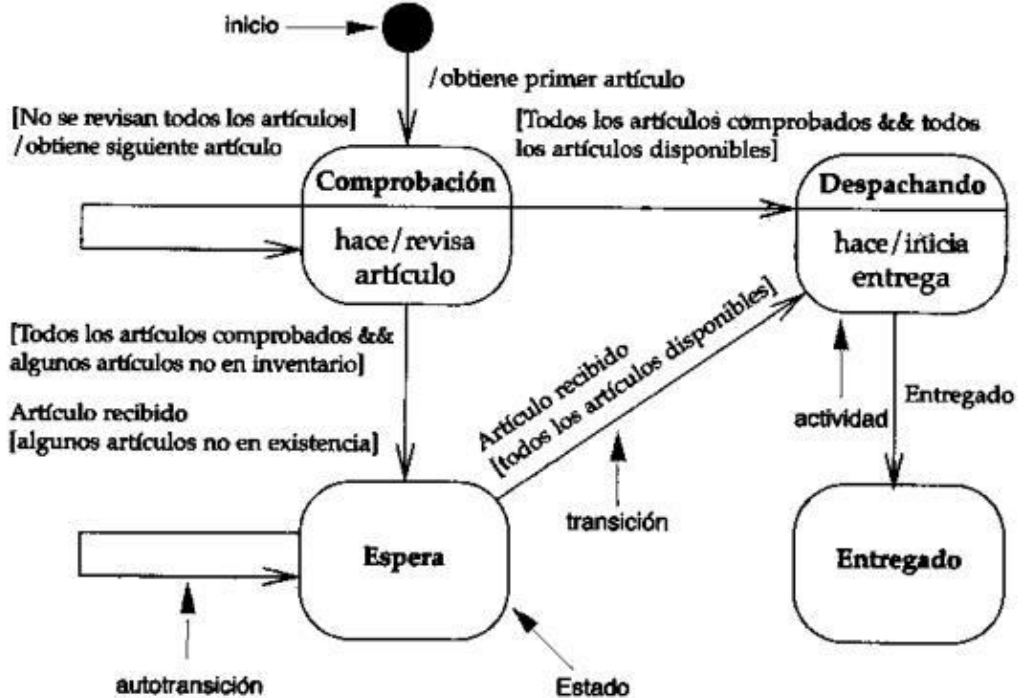 inicio
/obtiene primer artículo
[No se revisan todos los artículos]
/obtiene siguiente artículo
[Todos los artículos comprobados && todos
los artículos disponibles]
Comprobación
hace/revisa
artículo
Despachando
hace/inicia
entrega
[Todos los artículos comprobados &&
algunos artículos no en inventario]
Artículo recibido
[algunos artículos no en existencia]
Artículo recibido
[todos los artículos disponibles]
transición
actividad
Entregado
Espera
Entregado
autotransición
Estado